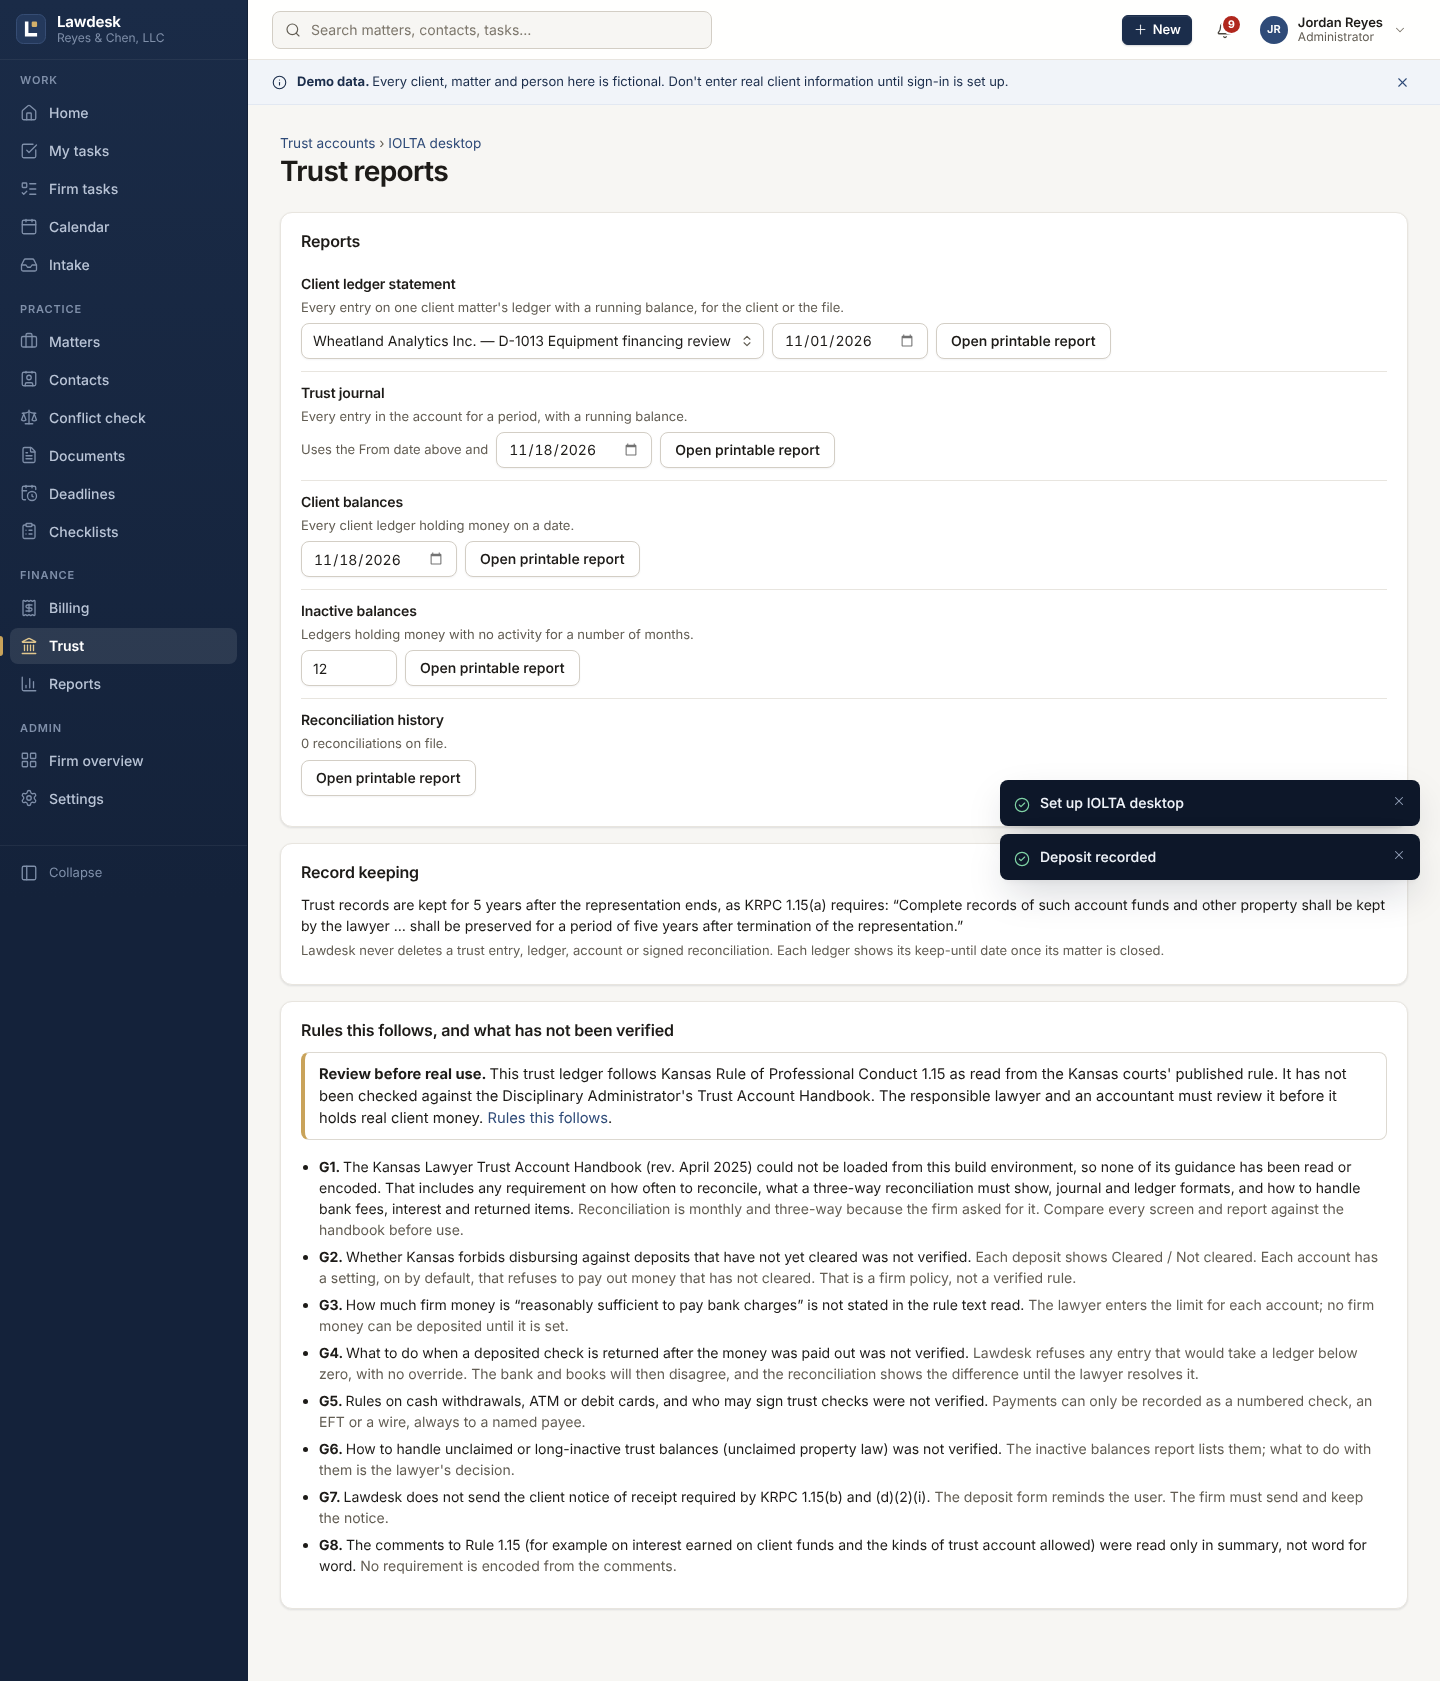 Lawdesk
Reyes & Chen, LLC
WORK
Home
My tasks
Firm tasks
Calendar
Intake
PRACTICE
Matters
Contacts
Conflict check
Documents
Deadlines
Checklists
FINANCE
Billing
Trust
Reports
ADMIN
Firm overview
Settings
Collapse
Search matters, contacts, tasks...
+ New
9
JR
Jordan Reyes
Administrator
Demo data. Every client, matter and person here is fictional. Don't enter real client information until sign-in is set up.
Trust accounts › IOLTA desktop
Trust reports
Reports
Client ledger statement
Every entry on one client matter's ledger with a running balance, for the client or the file.
Wheatland Analytics Inc. — D-1013 Equipment financing review
11/01/2026
Open printable report
Trust journal
Every entry in the account for a period, with a running balance.
Uses the From date above and
11/18/2026
Open printable report
Client balances
Every client ledger holding money on a date.
11/18/2026
Open printable report
Inactive balances
Ledgers holding money with no activity for a number of months.
12
Open printable report
Reconciliation history
0 reconciliations on file.
Open printable report
Set up IOLTA desktop
Deposit recorded
Record keeping
Trust records are kept for 5 years after the representation ends, as KRPC 1.15(a) requires: “Complete records of such account funds and other property shall be kept
by the lawyer ... shall be preserved for a period of five years after termination of the representation.”
Lawdesk never deletes a trust entry, ledger, account or signed reconciliation. Each ledger shows its keep-until date once its matter is closed.
Rules this follows, and what has not been verified
Review before real use. This trust ledger follows Kansas Rule of Professional Conduct 1.15 as read from the Kansas courts' published rule. It has not
been checked against the Disciplinary Administrator's Trust Account Handbook. The responsible lawyer and an accountant must review it before it
holds real client money. Rules this follows.
• G1. The Kansas Lawyer Trust Account Handbook (rev. April 2025) could not be loaded from this build environment, so none of its guidance has been read or
encoded. That includes any requirement on how often to reconcile, what a three-way reconciliation must show, journal and ledger formats, and how to handle
bank fees, interest and returned items. Reconciliation is monthly and three-way because the firm asked for it. Compare every screen and report against the
handbook before use.
• G2. Whether Kansas forbids disbursing against deposits that have not yet cleared was not verified. Each deposit shows Cleared / Not cleared. Each account has
a setting, on by default, that refuses to pay out money that has not cleared. That is a firm policy, not a verified rule.
• G3. How much firm money is “reasonably sufficient to pay bank charges” is not stated in the rule text read. The lawyer enters the limit for each account; no firm
money can be deposited until it is set.
• G4. What to do when a deposited check is returned after the money was paid out was not verified. Lawdesk refuses any entry that would take a ledger below
zero, with no override. The bank and books will then disagree, and the reconciliation shows the difference until the lawyer resolves it.
• G5. Rules on cash withdrawals, ATM or debit cards, and who may sign trust checks were not verified. Payments can only be recorded as a numbered check, an
EFT or a wire, always to a named payee.
• G6. How to handle unclaimed or long-inactive trust balances (unclaimed property law) was not verified. The inactive balances report lists them; what to do with
them is the lawyer's decision.
• G7. Lawdesk does not send the client notice of receipt required by KRPC 1.15(b) and (d)(2)(i). The deposit form reminds the user. The firm must send and keep
the notice.
• G8. The comments to Rule 1.15 (for example on interest earned on client funds and the kinds of trust account allowed) were read only in summary, not word for
word. No requirement is encoded from the comments.